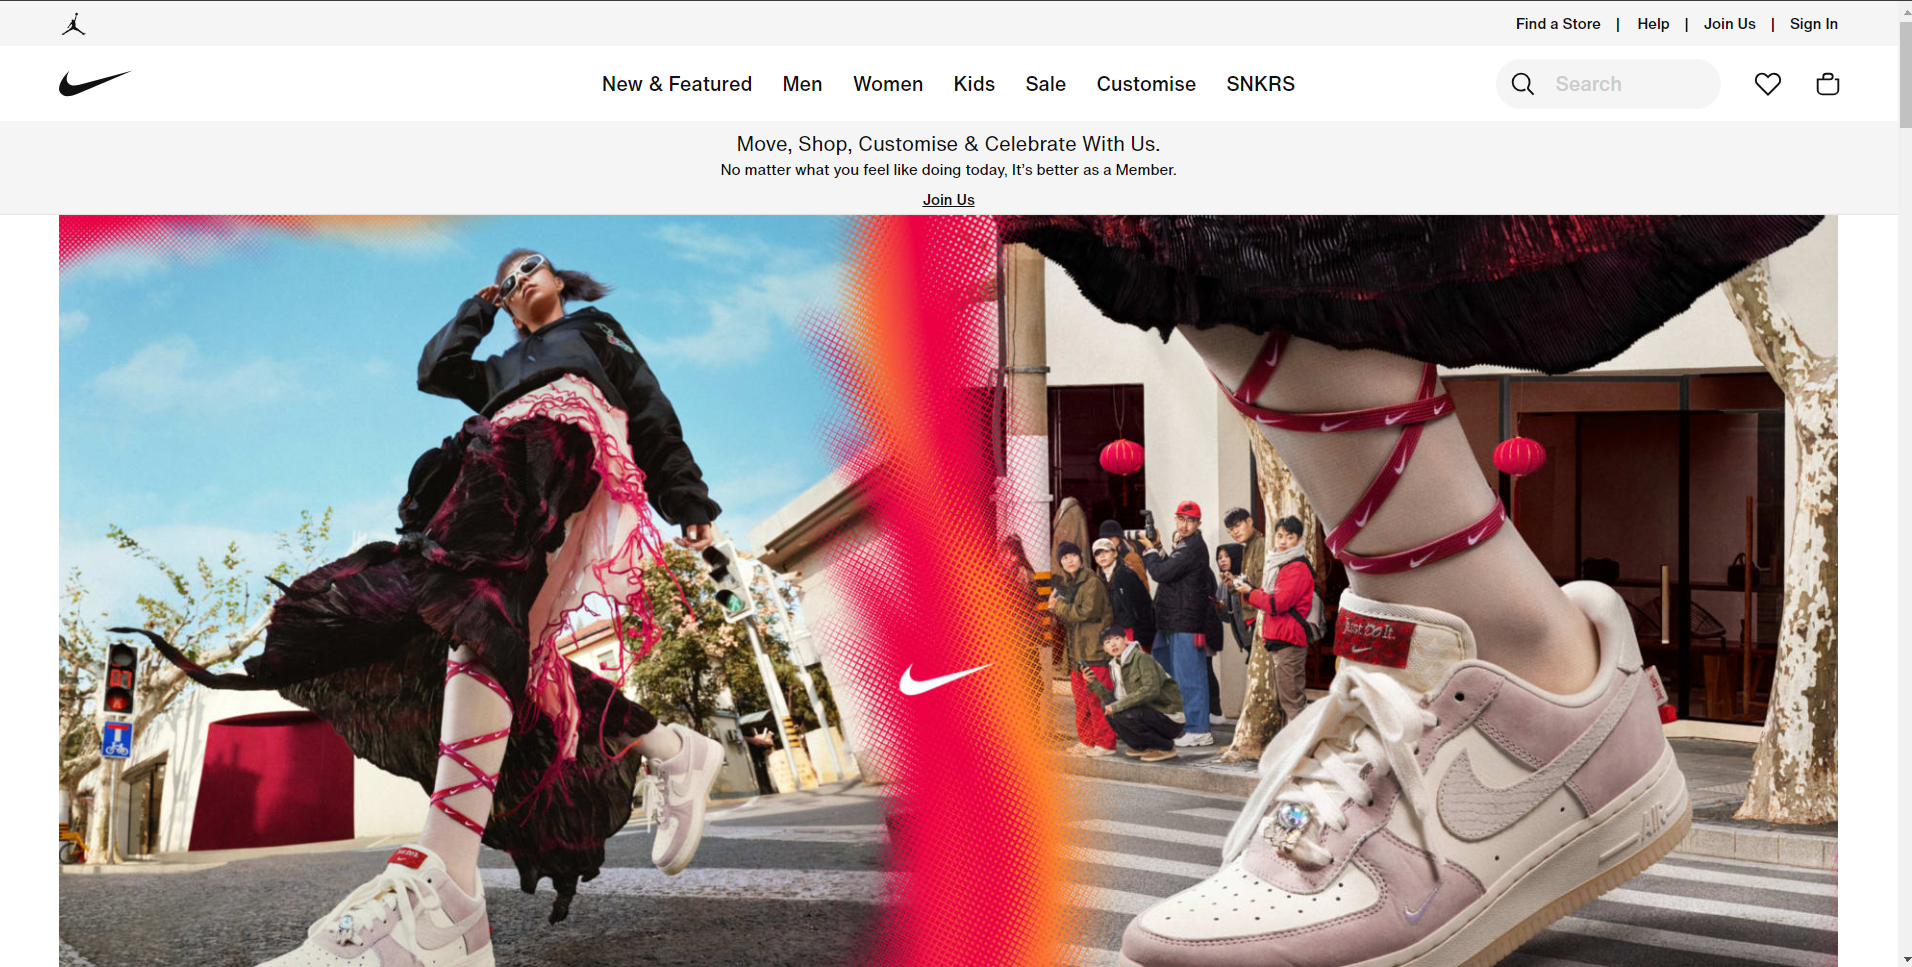 Find a Store | Help | Join Us | Sign In
New & Featured Men Women Kids Sale Customise SNKRS
Search
Move, Shop, Customise & Celebrate With Us.
No matter what you feel like doing today, It’s better as a Member.
Join Us
Just Do It.
AIR